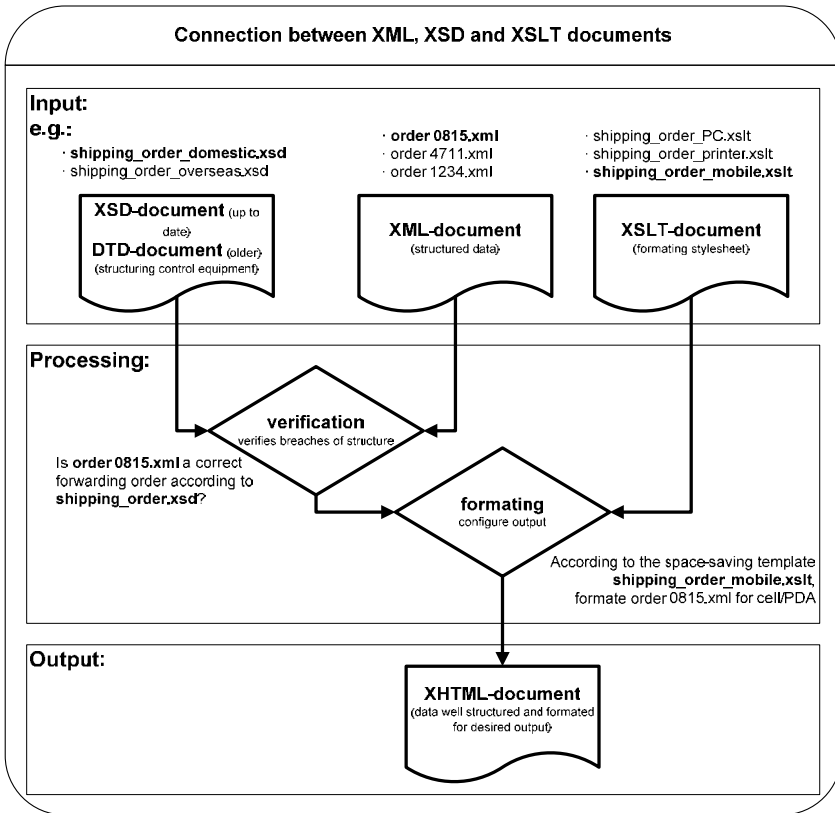 Connection between XML, XSD and XSLT documents
Input:
e.g.:
· shipping_order_domestic.xsd
· shipping_order_overseas.xsd
· order 0815.xml
· order 4711.xml
· order 1234.xml
· shipping_order_PC.xslt
· shipping_order_printer.xslt
· shipping_order_mobile.xslt
XSD-document (up to
date)
DTD-document (older)
(structuring control equipment)
XML-document
(structured data)
XSLT-document
(formating stylesheet)
Processing:
verification
verifies breaches of structure
Is order 0815.xml a correct
forwarding order according to
shipping_order.xsd?
formating
configure output
According to the space-saving template
shipping_order_mobile.xslt,
formate order 0815.xml for cell/PDA
Output:
XHTML-document
(data well structured and formated
for desired output)